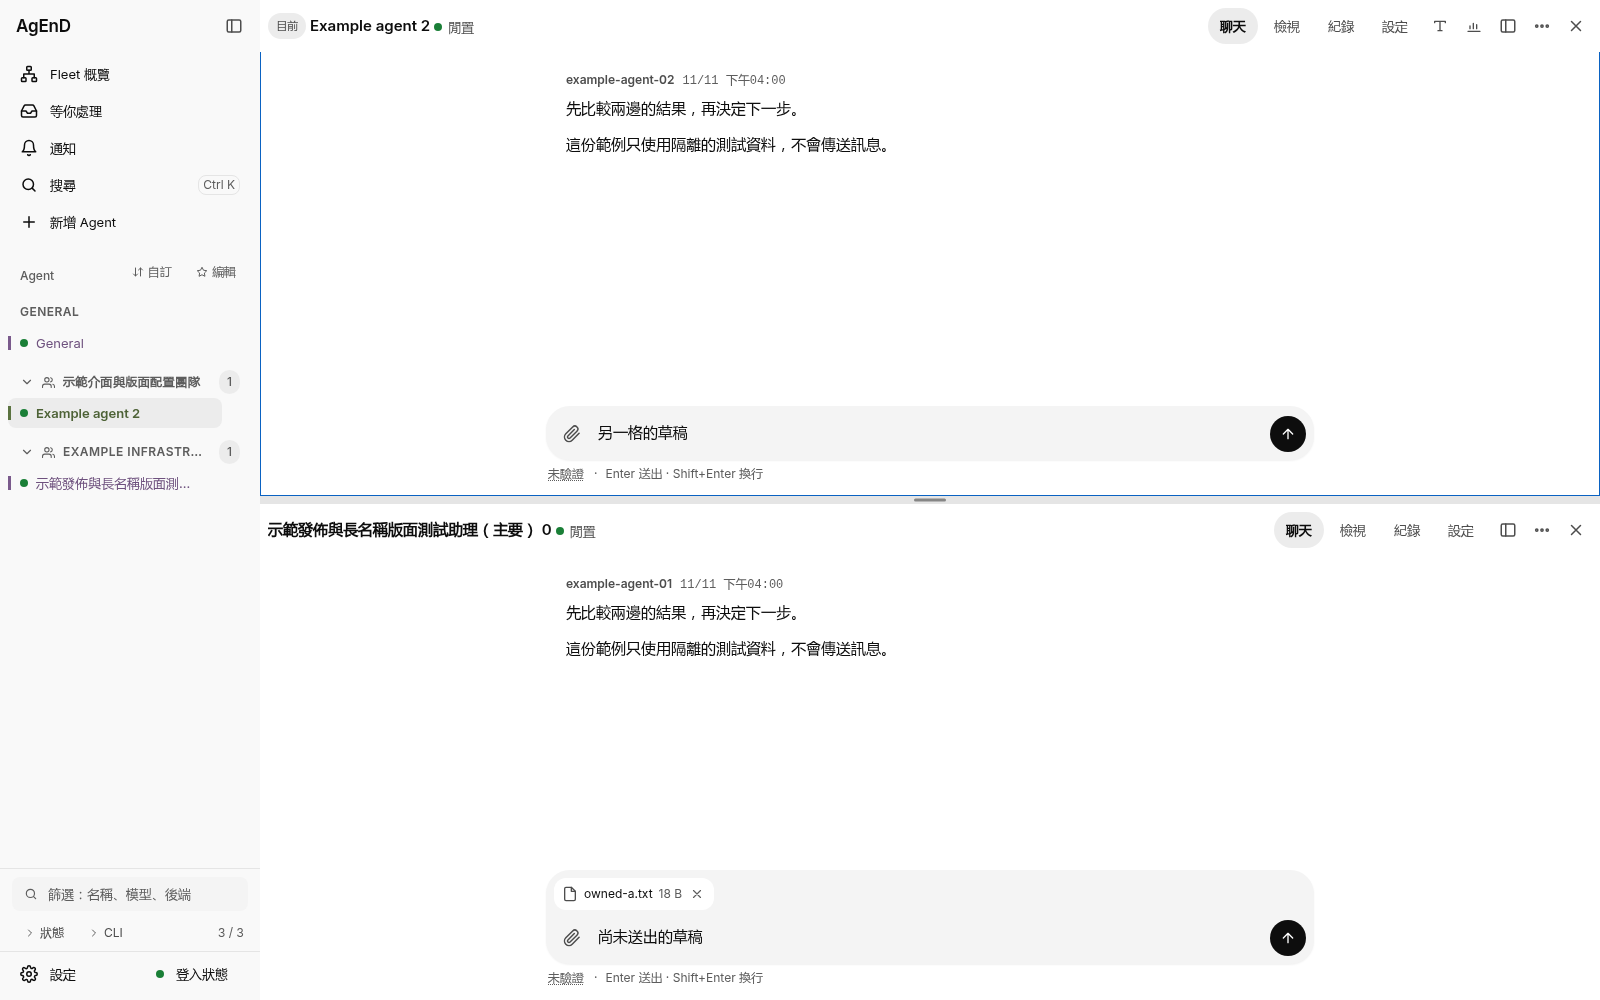 AgEnD
Fleet 概覽
等你處理
通知
搜尋 Ctrl K
新增 Agent
Agent 自訂 編輯
GENERAL
General
示範介面與版面配置團隊 1
Example agent 2
EXAMPLE INFRASTR... 1
示範發佈與長名稱版面測...
篩選：名稱、模型、後端
狀態 CLI 3 / 3
設定 登入狀態
目前 Example agent 2 閒置 聊天 檢視 紀錄 設定
example-agent-02 11/11 下午04:00
先比較兩邊的結果，再決定下一步。
這份範例只使用隔離的測試資料，不會傳送訊息。
另一格的草稿
未驗證 · Enter 送出 · Shift+Enter 換行
示範發佈與長名稱版面測試助理（主要）0 閒置 聊天 檢視 紀錄 設定
example-agent-01 11/11 下午04:00
先比較兩邊的結果，再決定下一步。
這份範例只使用隔離的測試資料，不會傳送訊息。
owned-a.txt 18 B
尚未送出的草稿
未驗證 · Enter 送出 · Shift+Enter 換行